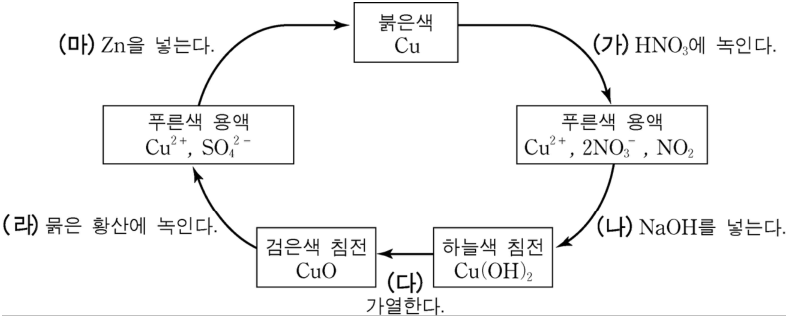 붉은색
Cu
(마) Zn을 넣는다.
(가) HNO₃에 녹인다.
푸른색 용액
Cu²⁺, SO₄²⁻
푸른색 용액
Cu²⁺, 2NO₃⁻, NO₂
(라) 묽은 황산에 녹인다.
(나) NaOH를 넣는다.
검은색 침전
CuO
하늘색 침전
Cu(OH)₂
(다)
가열한다.